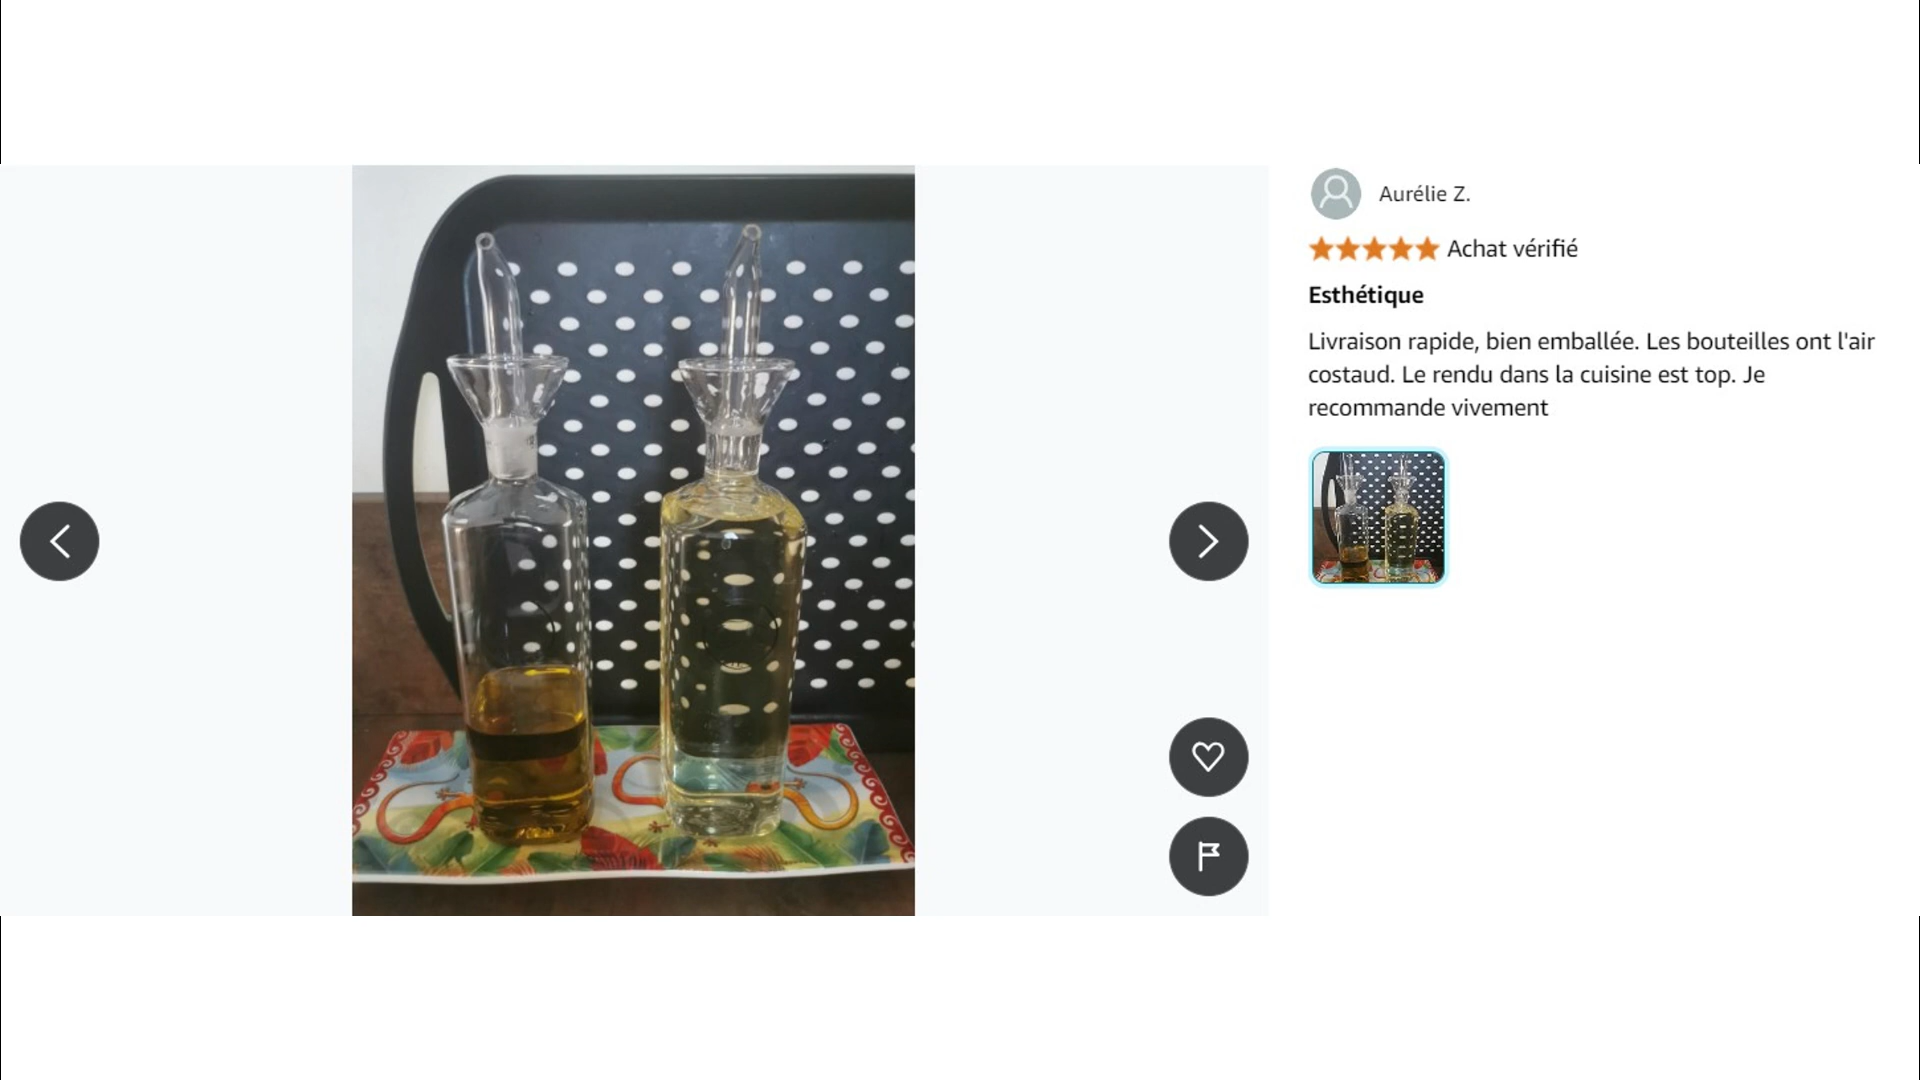 Aurélie Z.
Achat vérifié
Esthétique
Livraison rapide, bien emballée. Les bouteilles ont l'air
costaud. Le rendu dans la cuisine est top. Je
recommande vivement